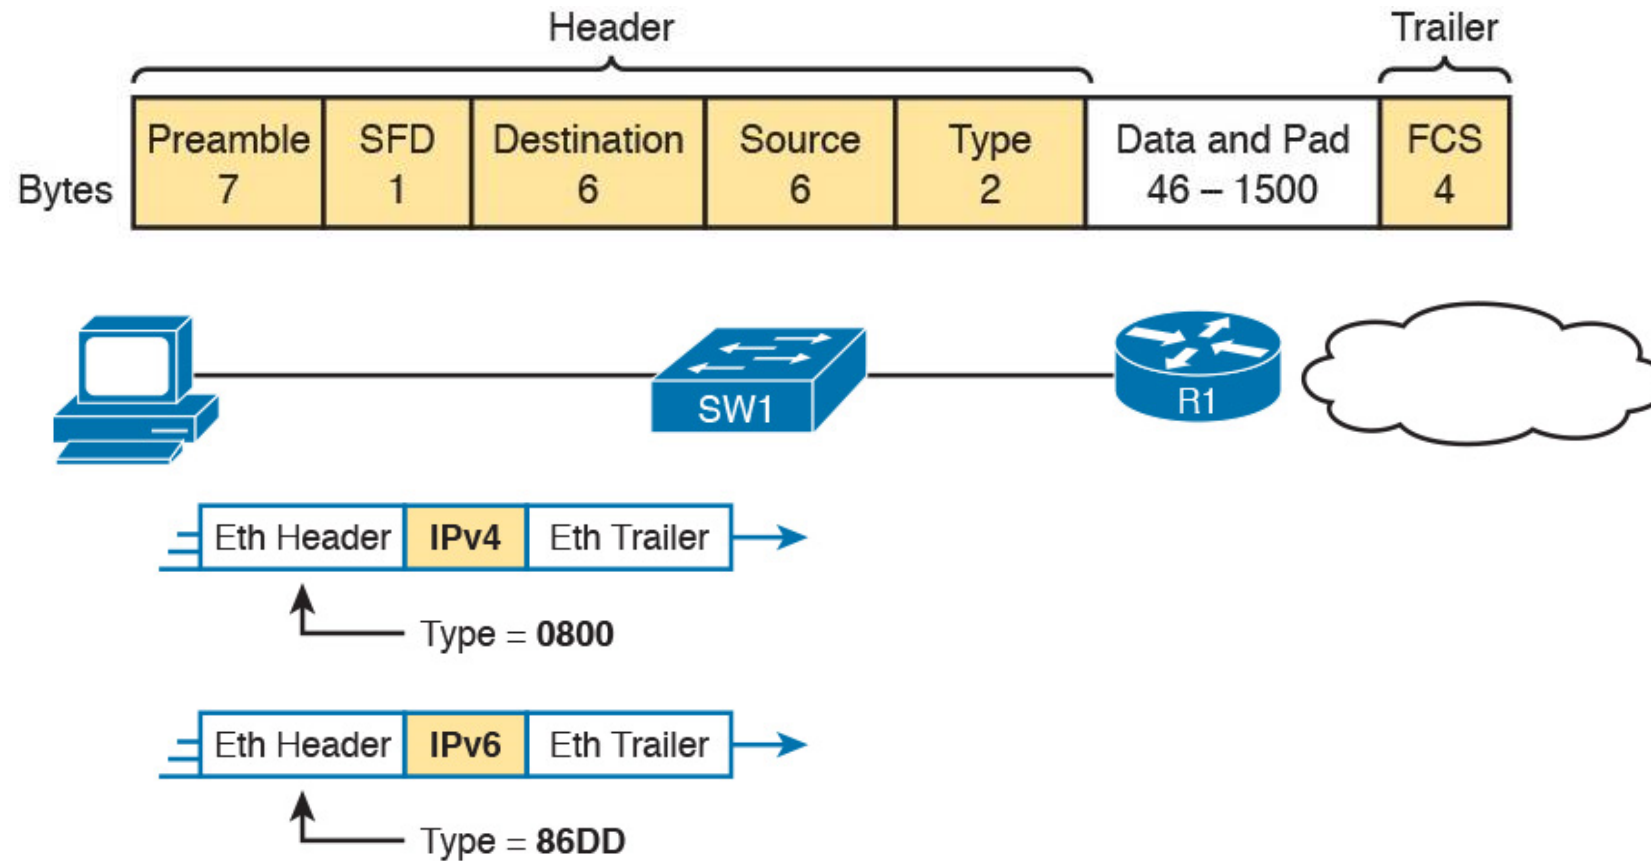 Header
Trailer
Preamble
7
SFD
1
Destination
6
Source
6
Type
2
Data and Pad
46 – 1500
FCS
4
Bytes
SW1
R1
Eth Header IPv4 Eth Trailer
Type = 0800
Eth Header IPv6 Eth Trailer
Type = 86DD